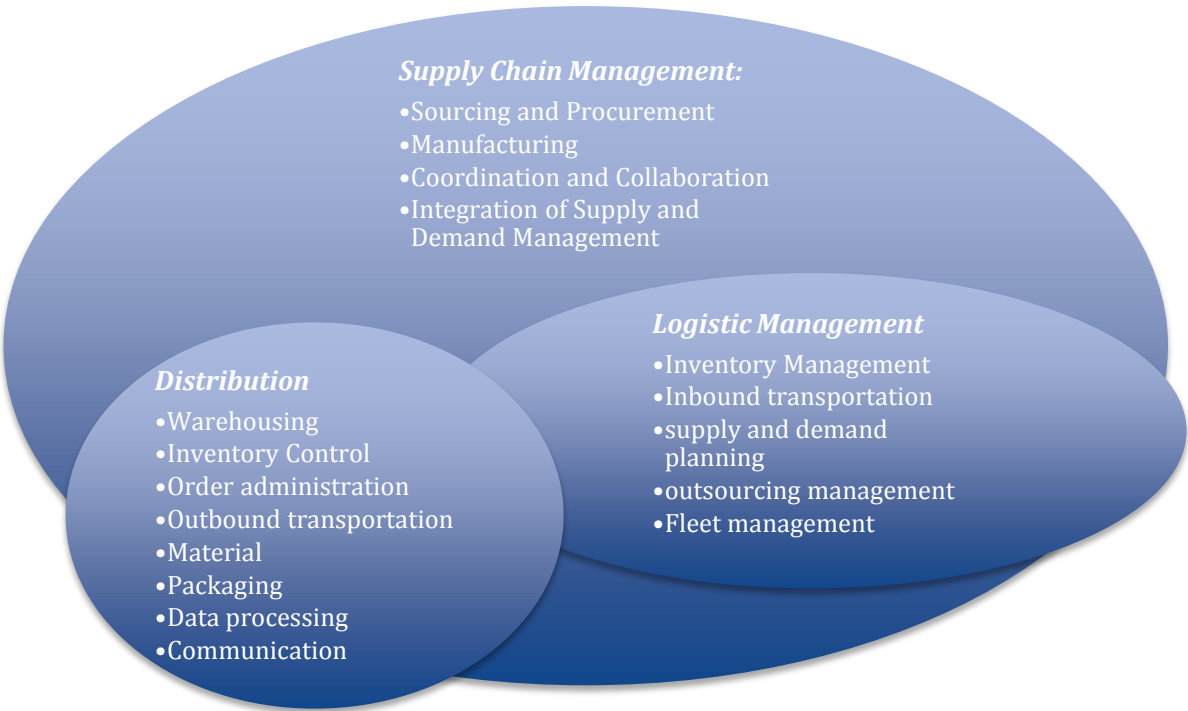 Supply Chain Management:
•Sourcing and Procurement
•Manufacturing
•Coordination and Collaboration
•Integration of Supply and
Demand Management
Logistic Management
•Inventory Management
•Inbound transportation
•supply and demand
planning
•outsourcing management
•Fleet management
Distribution
•Warehousing
•Inventory Control
•Order administration
•Outbound transportation
•Material
•Packaging
•Data processing
•Communication